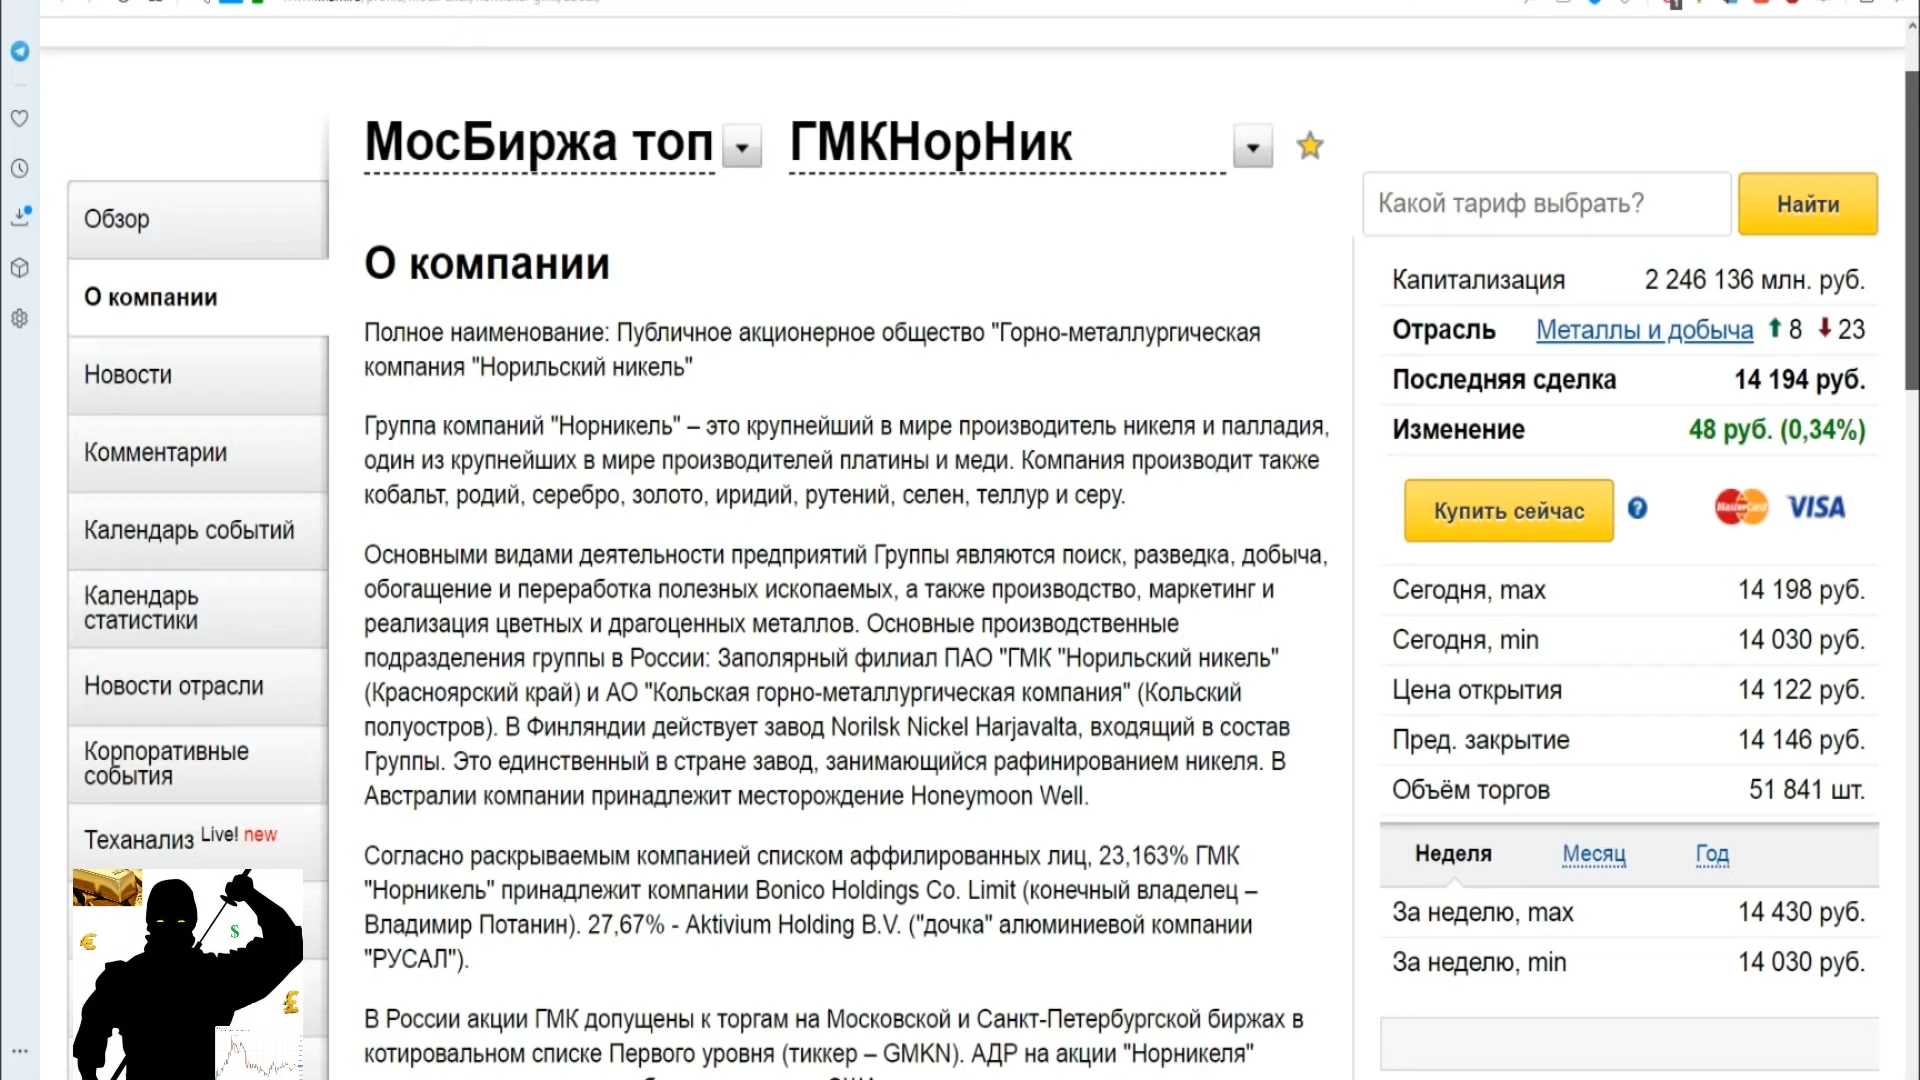 МосБиржа топ ГМКНорНик
Какой тариф выбрать? Найти
Обзор
О компании
Новости
Комментарии
Календарь событий
Календарь
статистики
Новости отрасли
Корпоративные
события
Теханализ Live! new
О компании
Полное наименование: Публичное акционерное общество "Горно-металлургическая
компания "Норильский никель"
Группа компаний "Норникель" – это крупнейший в мире производитель никеля и палладия,
один из крупнейших в мире производителей платины и меди. Компания производит также
кобальт, родий, серебро, золото, иридий, рутений, селен, теллур и серу.
Основными видами деятельности предприятий Группы являются поиск, разведка, добыча,
обогащение и переработка полезных ископаемых, а также производство, маркетинг и
реализация цветных и драгоценных металлов. Основные производственные
подразделения группы в России: Заполярный филиал ПАО "ГМК "Норильский никель"
(Красноярский край) и АО "Кольская горно-металлургическая компания" (Кольский
полуостров). В Финляндии действует завод Norilsk Nickel Harjavalta, входящий в состав
Группы. Это единственный в стране завод, занимающийся рафинированием никеля. В
Австралии компании принадлежит месторождение Honeymoon Well.
Согласно раскрываемым компанией списком аффилированных лиц, 23,163% ГМК
"Норникель" принадлежит компании Bonico Holdings Co. Limit (конечный владелец –
Владимир Потанин). 27,67% - Aktivium Holding B.V. ("дочка" алюминиевой компании
"РУСАЛ").
В России акции ГМК допущены к торгам на Московской и Санкт-Петербургской биржах в
котировальном списке Первого уровня (тиккер – GMKN). АДР на акции "Норникеля"
Капитализация 2 246 136 млн. руб.
Отрасль Металлы и добыча 8 23
Последняя сделка 14 194 руб.
Изменение 48 руб. (0,34%)
Купить сейчас ? MasterCard VISA
Сегодня, max 14 198 руб.
Сегодня, min 14 030 руб.
Цена открытия 14 122 руб.
Пред. закрытие 14 146 руб.
Объём торгов 51 841 шт.
Неделя Месяц Год
За неделю, max 14 430 руб.
За неделю, min 14 030 руб.
€
$
£